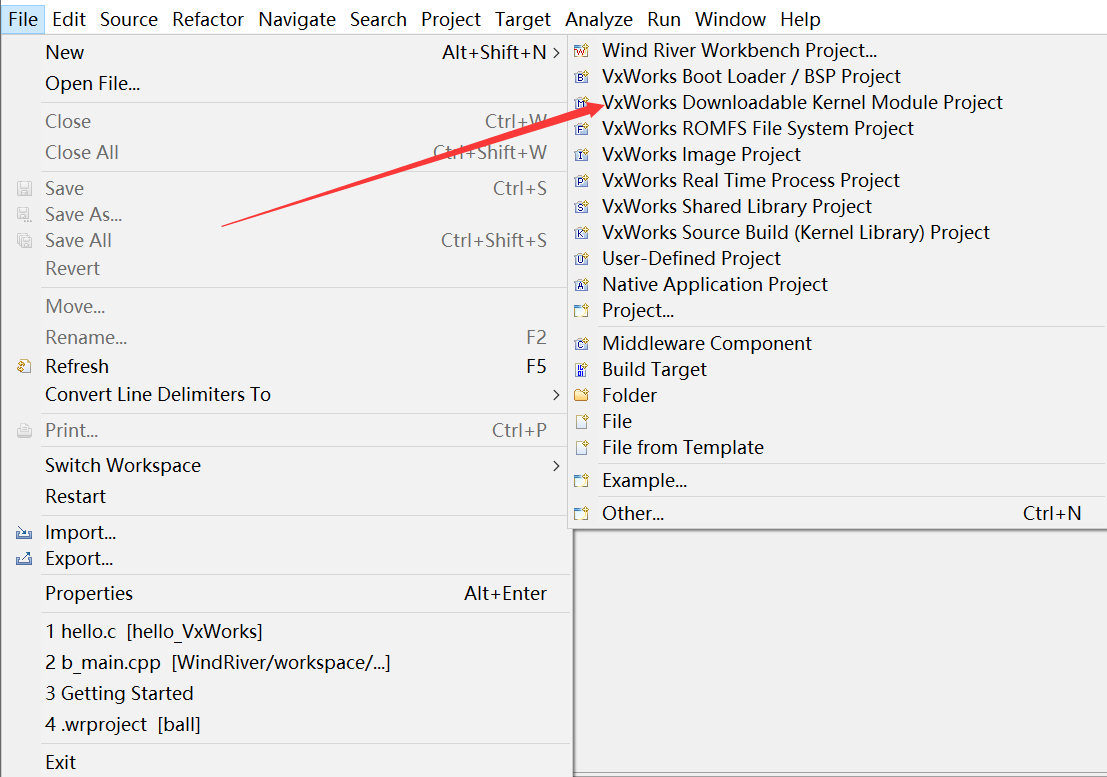 File Edit Source Refactor Navigate Search Project Target Analyze Run Window Help
New Alt+Shift+N
Open File...
Close Ctrl+W
Close All Ctrl+Shift+W
Save Ctrl+S
Save As...
Save All Ctrl+Shift+S
Revert
Move...
Rename... F2
Refresh F5
Convert Line Delimiters To
Print... Ctrl+P
Switch Workspace
Restart
Import...
Export...
Properties Alt+Enter
1 hello.c [hello_VxWorks]
2 b_main.cpp [WindRiver/workspace/...]
3 Getting Started
4 .wrproject [ball]
Exit
Wind River Workbench Project...
VxWorks Boot Loader / BSP Project
VxWorks Downloadable Kernel Module Project
VxWorks ROMFS File System Project
VxWorks Image Project
VxWorks Real Time Process Project
VxWorks Shared Library Project
VxWorks Source Build (Kernel Library) Project
User-Defined Project
Native Application Project
Project...
Middleware Component
Build Target
Folder
File
File from Template
Example...
Other... Ctrl+N